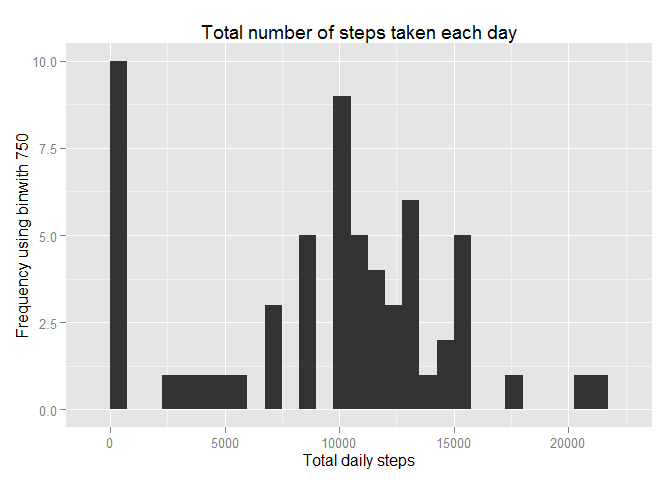 Total number of steps taken each day
10.0
7.5
5.0
2.5
0.0
Frequency using binwith 750
0 5000 10000 15000 20000
Total daily steps